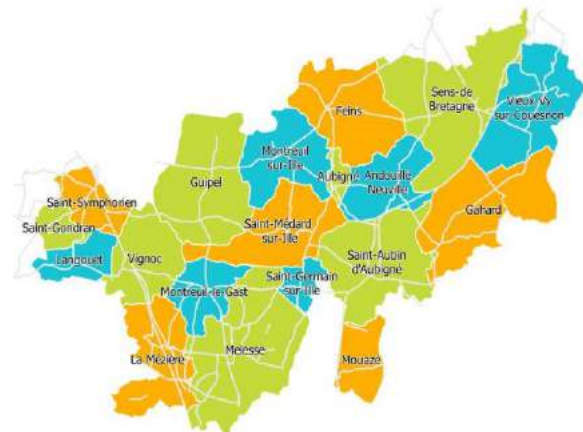 Sens-de
Bretagne
Vieux-Vy
sur-Couesnon
Feins
Montreuil
sur-Ille
Aubigné
Andouillé
Neuville
Guipel
Saint-Symphorien
Gahard
Saint-Médard
sur-Ille
Saint-Gondran
Langouet
Vignoc
Saint-Aubin
d'Aubigné
Saint-Germain
sur-Ille
Montreuil-le-Gast
La Mézière
Melesse
Mouazé